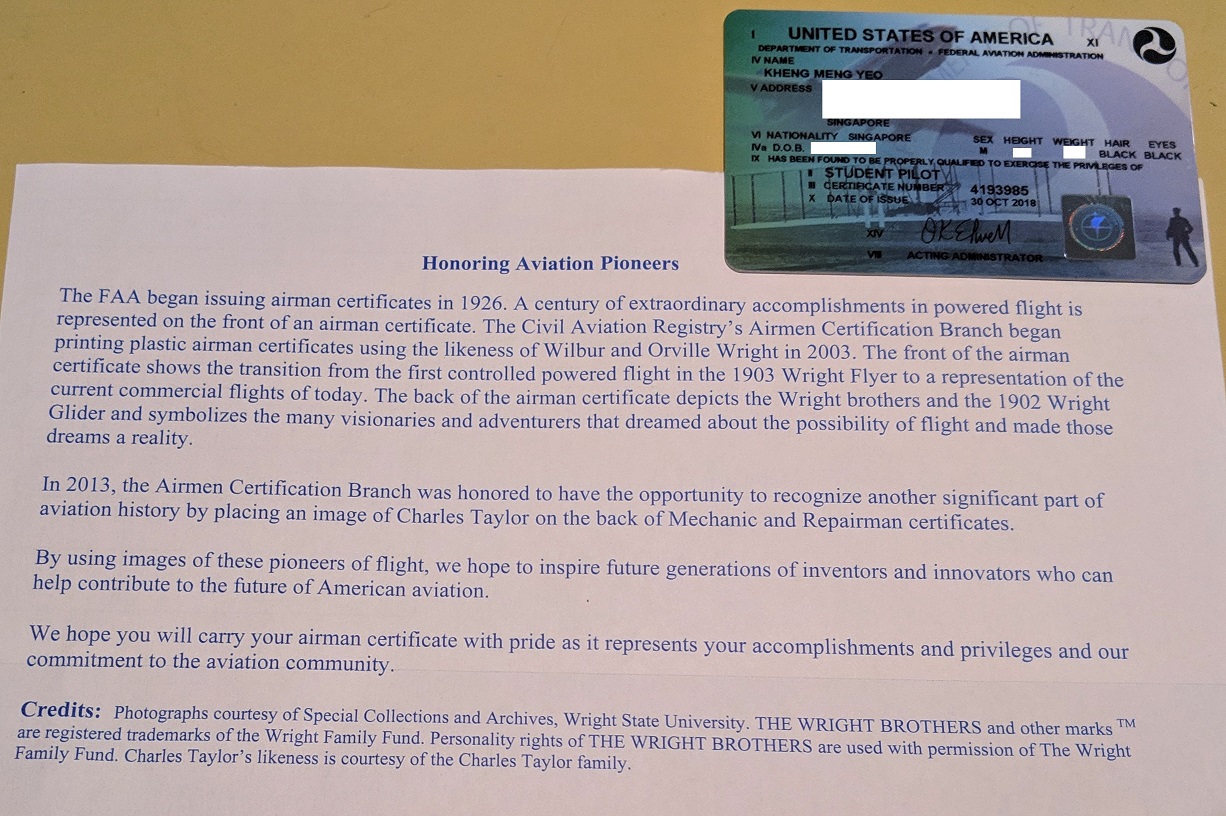 I UNITED STATES OF AMERICA XI
DEPARTMENT OF TRANSPORTATION • FEDERAL AVIATION ADMINISTRATION
IV NAME
KHENG MENG YEO
V ADDRESS
SINGAPORE
VI NATIONALITY SINGAPORE SEX HEIGHT WEIGHT HAIR EYES
IVa D.O.B. M BLACK BLACK
IX HAS BEEN FOUND TO BE PROPERLY QUALIFIED TO EXERCISE THE PRIVILEGES OF
II STUDENT PILOT
III CERTIFICATE NUMBER 4193985
X DATE OF ISSUE 30 OCT 2018
XIV
VIII ACTING ADMINISTRATOR
Honoring Aviation Pioneers
The FAA began issuing airman certificates in 1926. A century of extraordinary accomplishments in powered flight is
represented on the front of an airman certificate. The Civil Aviation Registry's Airmen Certification Branch began
printing plastic airman certificates using the likeness of Wilbur and Orville Wright in 2003. The front of the airman
certificate shows the transition from the first controlled powered flight in the 1903 Wright Flyer to a representation of the
current commercial flights of today. The back of the airman certificate depicts the Wright brothers and the 1902 Wright
Glider and symbolizes the many visionaries and adventurers that dreamed about the possibility of flight and made those
dreams a reality.
In 2013, the Airmen Certification Branch was honored to have the opportunity to recognize another significant part of
aviation history by placing an image of Charles Taylor on the back of Mechanic and Repairman certificates.
By using images of these pioneers of flight, we hope to inspire future generations of inventors and innovators who can
help contribute to the future of American aviation.
We hope you will carry your airman certificate with pride as it represents your accomplishments and privileges and our
commitment to the aviation community.
Credits: Photographs courtesy of Special Collections and Archives, Wright State University. THE WRIGHT BROTHERS and other marks ™
are registered trademarks of the Wright Family Fund. Personality rights of THE WRIGHT BROTHERS are used with permission of The Wright
Family Fund. Charles Taylor's likeness is courtesy of the Charles Taylor family.